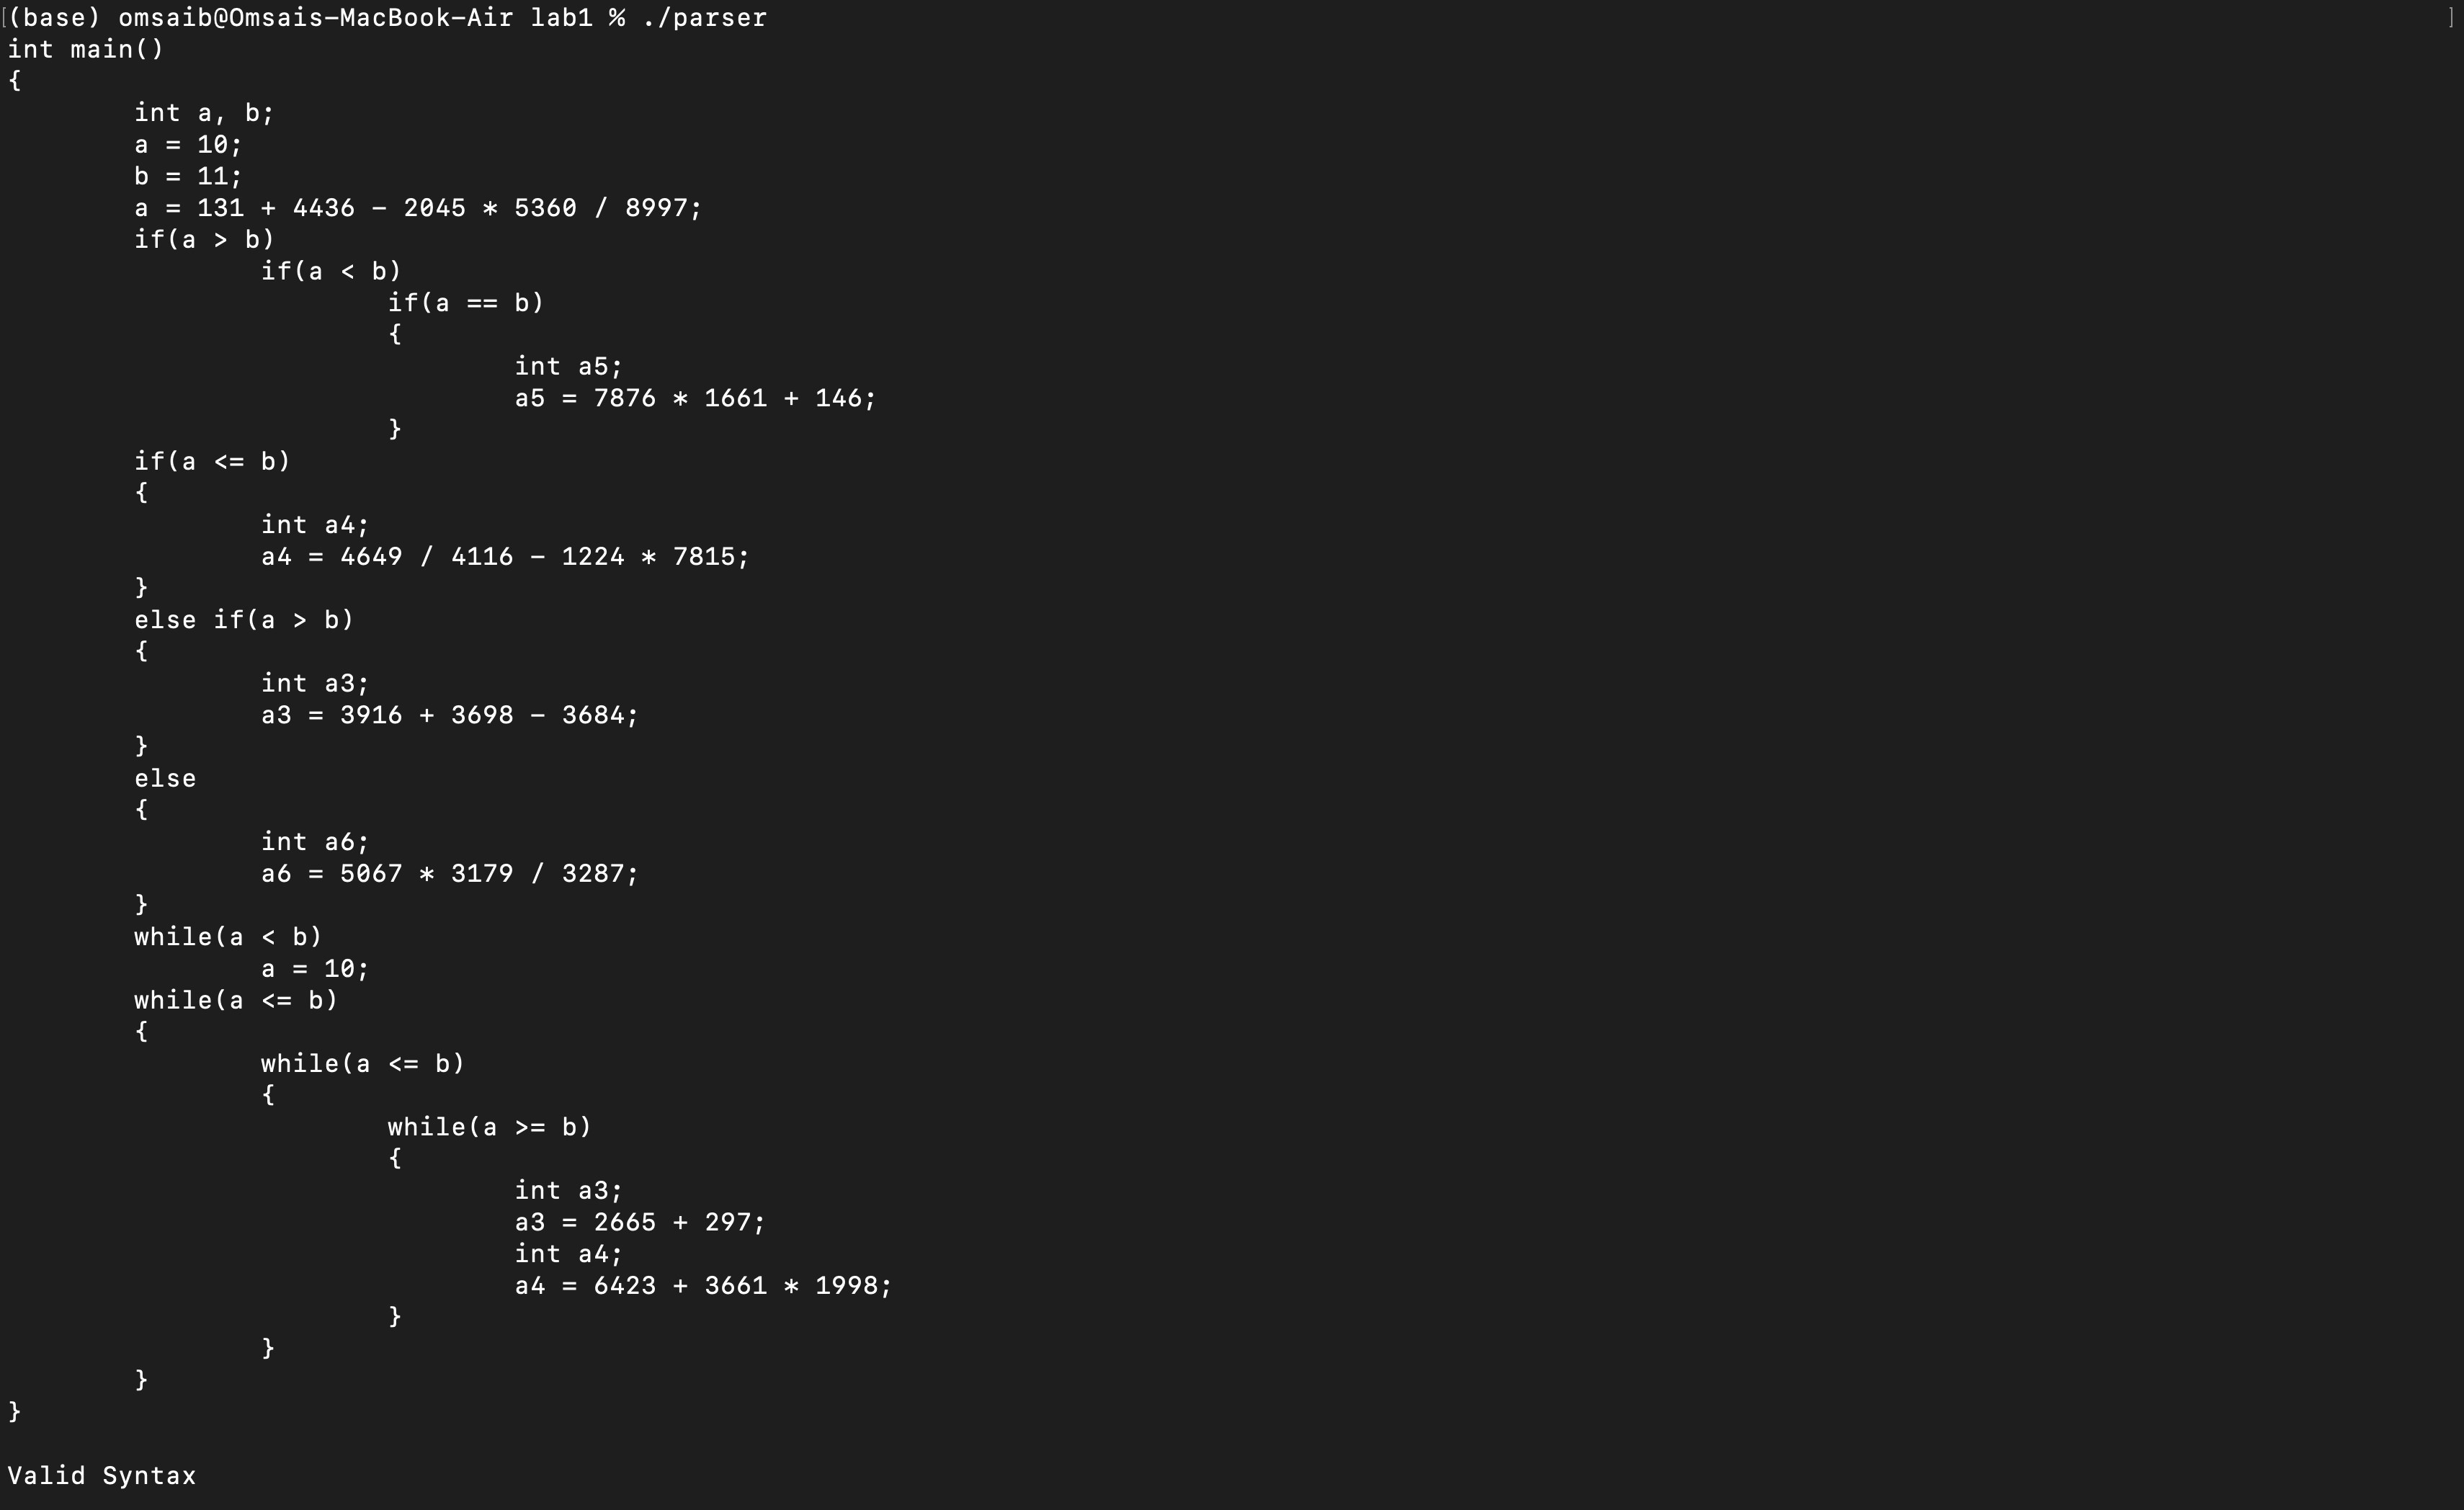 (base) omsaib@Omsais-MacBook-Air lab1 % ./parser
int main()
{
        int a, b;
        a = 10;
        b = 11;
        a = 131 + 4436 - 2045 * 5360 / 8997;
        if(a > b)
                if(a < b)
                        if(a == b)
                        {
                                int a5;
                                a5 = 7876 * 1661 + 146;
                        }
        if(a <= b)
        {
                int a4;
                a4 = 4649 / 4116 - 1224 * 7815;
        }
        else if(a > b)
        {
                int a3;
                a3 = 3916 + 3698 - 3684;
        }
        else
        {
                int a6;
                a6 = 5067 * 3179 / 3287;
        }
        while(a < b)
                a = 10;
        while(a <= b)
        {
                while(a <= b)
                {
                        while(a >= b)
                        {
                                int a3;
                                a3 = 2665 + 297;
                                int a4;
                                a4 = 6423 + 3661 * 1998;
                        }
                }
        }
}

Valid Syntax